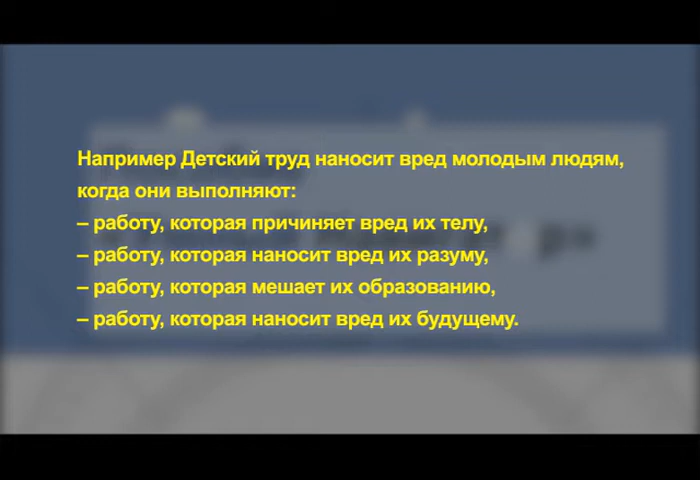 Например Детский труд наносит вред молодым людям,
когда они выполняют:
– работу, которая причиняет вред их телу,
– работу, которая наносит вред их разуму,
– работу, которая мешает их образованию,
– работу, которая наносит вред их будущему.